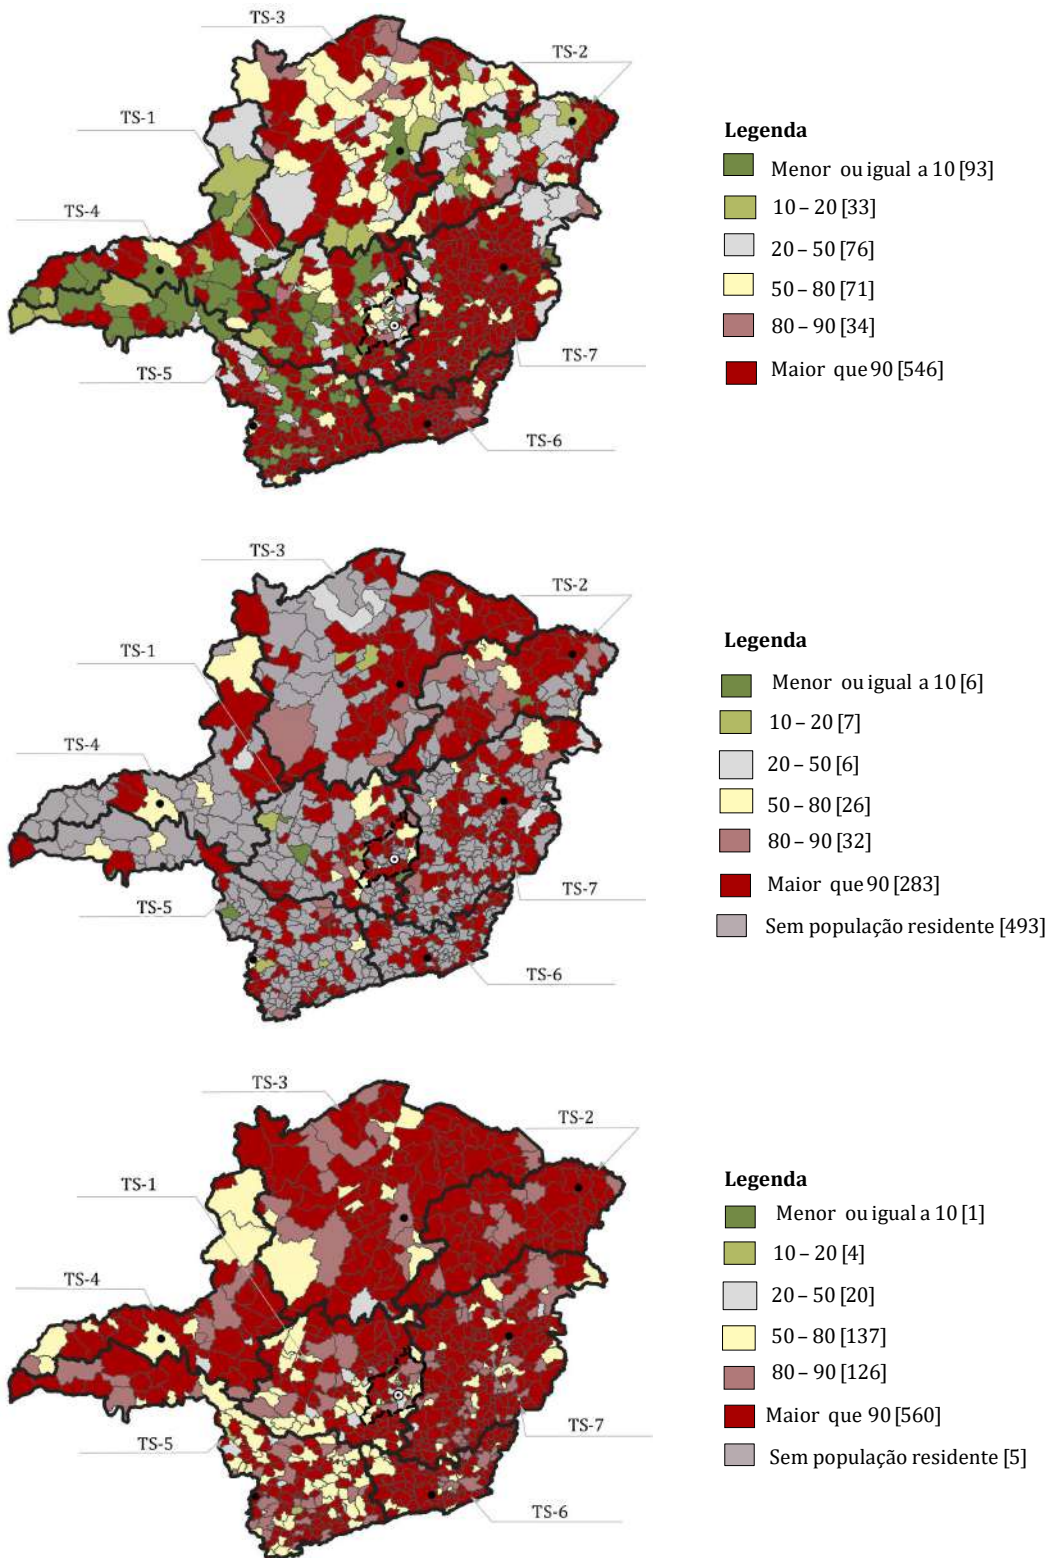 TS-3
TS-2
TS-1
TS-4
TS-5
TS-7
TS-6
Legenda
Menor ou igual a 10 [93]
10 – 20 [33]
20 – 50 [76]
50 – 80 [71]
80 – 90 [34]
Maior que 90 [546]
TS-3
TS-2
TS-1
TS-4
TS-5
TS-7
TS-6
Legenda
Menor ou igual a 10 [6]
10 – 20 [7]
20 – 50 [6]
50 – 80 [26]
80 – 90 [32]
Maior que 90 [283]
Sem população residente [493]
TS-3
TS-2
TS-1
TS-4
TS-5
TS-7
TS-6
Legenda
Menor ou igual a 10 [1]
10 – 20 [4]
20 – 50 [20]
50 – 80 [137]
80 – 90 [126]
Maior que 90 [560]
Sem população residente [5]